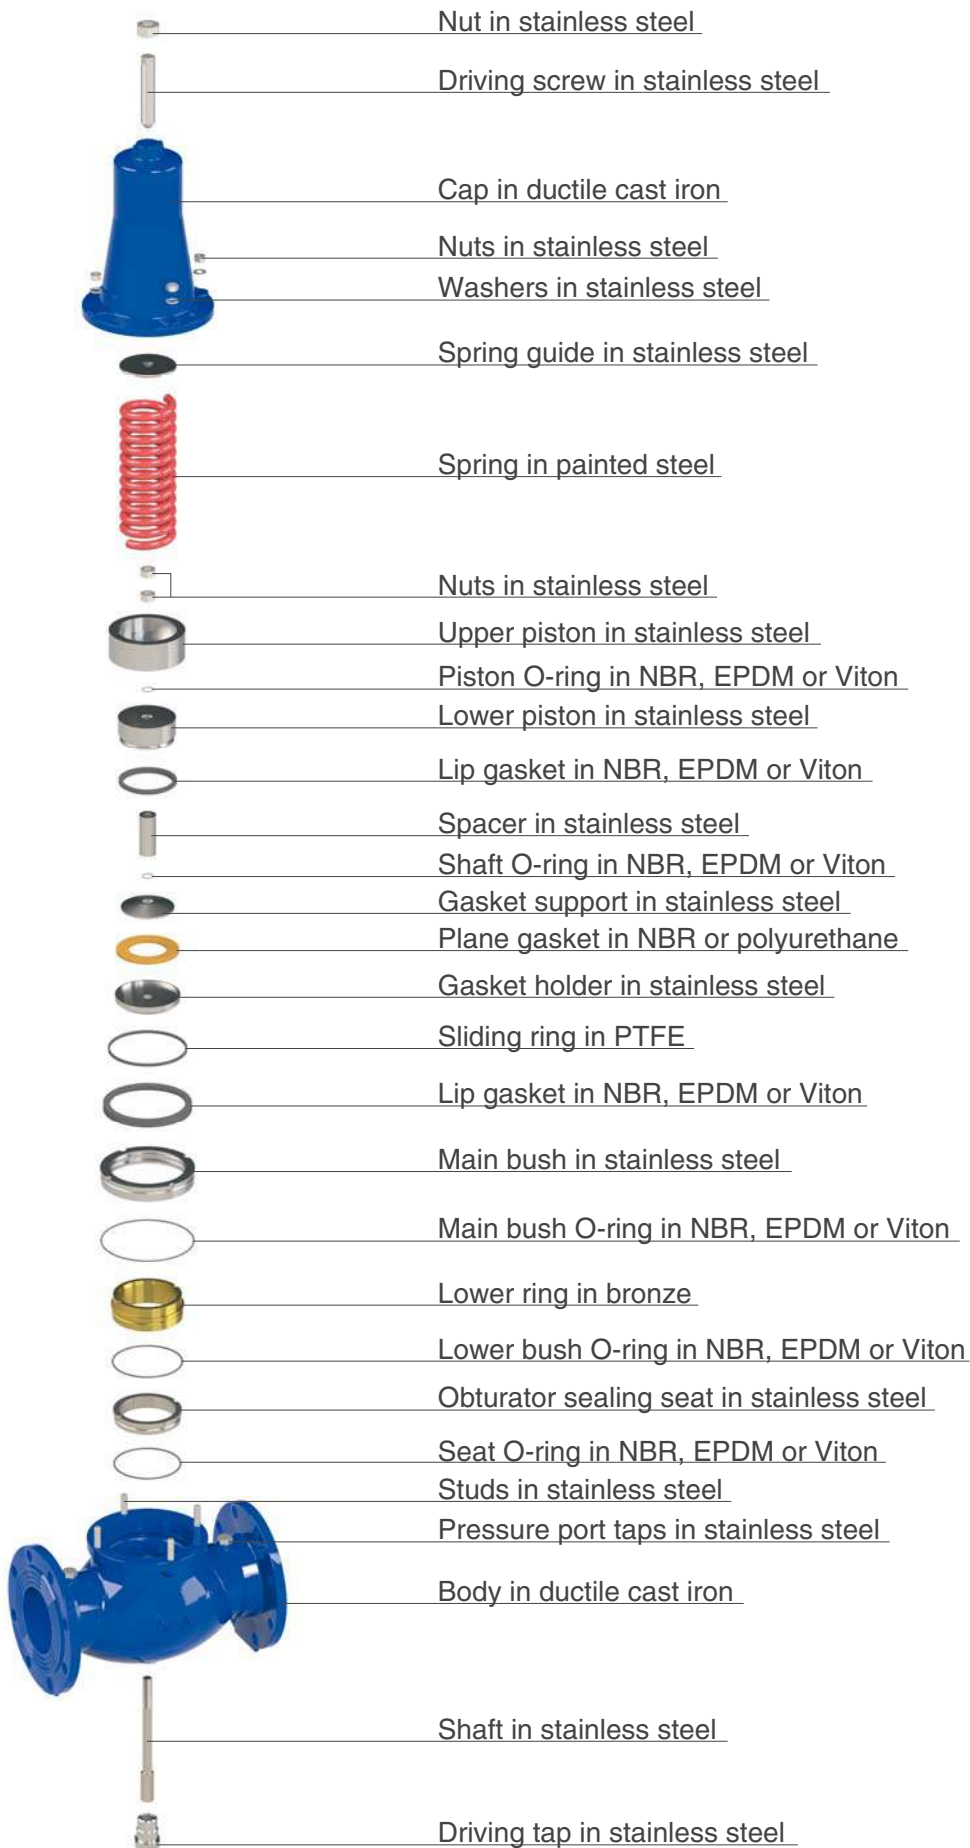 Nut in stainless steel
Driving screw in stainless steel
Cap in ductile cast iron
Nuts in stainless steel
Washers in stainless steel
Spring guide in stainless steel
Spring in painted steel
Nuts in stainless steel
Upper piston in stainless steel
Piston O-ring in NBR, EPDM or Viton
Lower piston in stainless steel
Lip gasket in NBR, EPDM or Viton
Spacer in stainless steel
Shaft O-ring in NBR, EPDM or Viton
Gasket support in stainless steel
Plane gasket in NBR or polyurethane
Gasket holder in stainless steel
Sliding ring in PTFE
Lip gasket in NBR, EPDM or Viton
Main bush in stainless steel
Main bush O-ring in NBR, EPDM or Viton
Lower ring in bronze
Lower bush O-ring in NBR, EPDM or Viton
Obturator sealing seat in stainless steel
Seat O-ring in NBR, EPDM or Viton
Studs in stainless steel
Pressure port taps in stainless steel
Body in ductile cast iron
Shaft in stainless steel
Driving tap in stainless steel